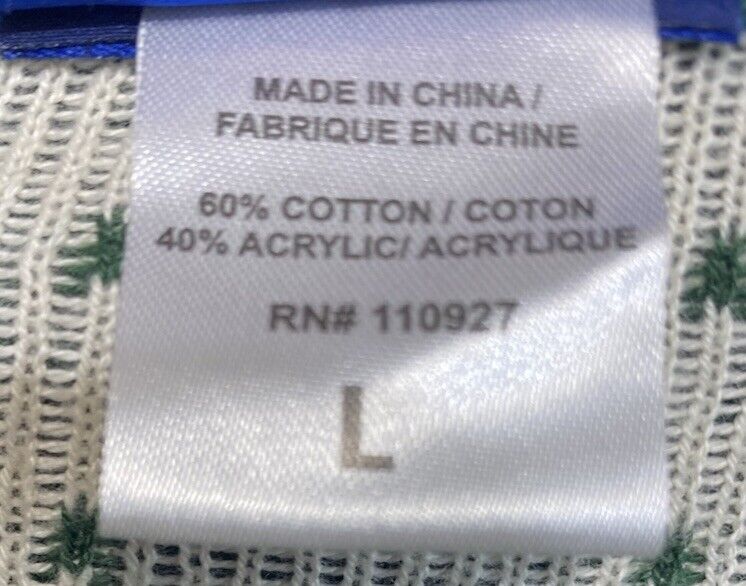 MADE IN CHINA /
FABRIQUE EN CHINE
60% COTTON / COTON
40% ACRYLIC/ ACRYLIQUE
RN# 110927
L